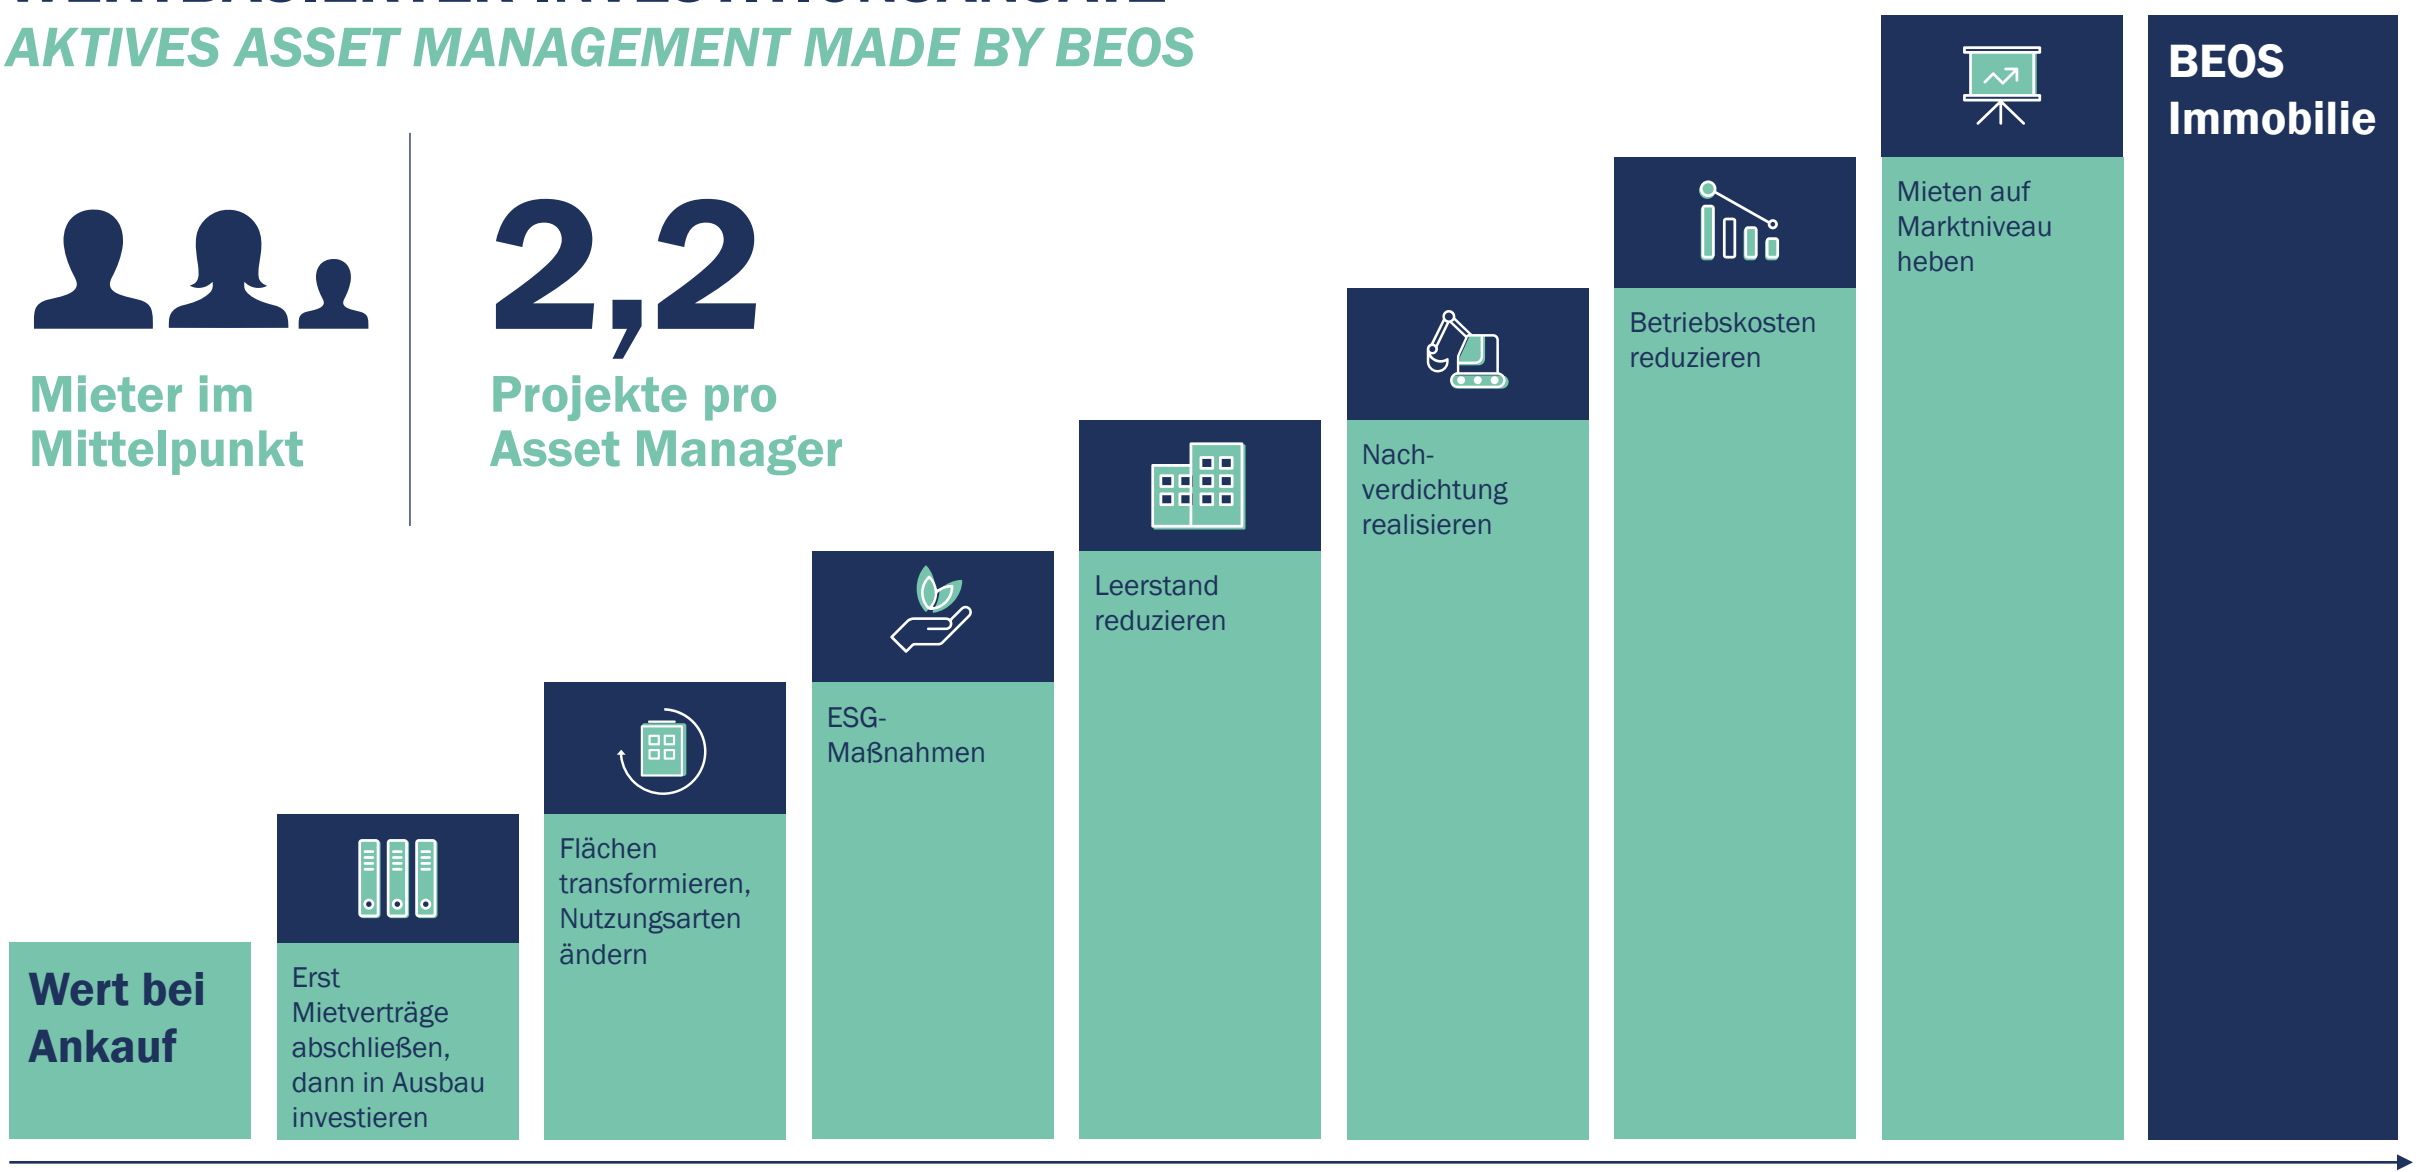 WERTBASIERTER INVESTITIONSANSATZ
AKTIVES ASSET MANAGEMENT MADE BY BEOS
Mieter im
Mittelpunkt
2,2
Projekte pro
Asset Manager
Wert bei
Ankauf
Erst
Mietverträge
abschließen,
dann in Ausbau
investieren
Flächen
transformieren,
Nutzungsarten
ändern
ESG-
Maßnahmen
Leerstand
reduzieren
Nach-
verdichtung
realisieren
Betriebskosten
reduzieren
Mieten auf
Marktniveau
heben
BEOS
Immobilie